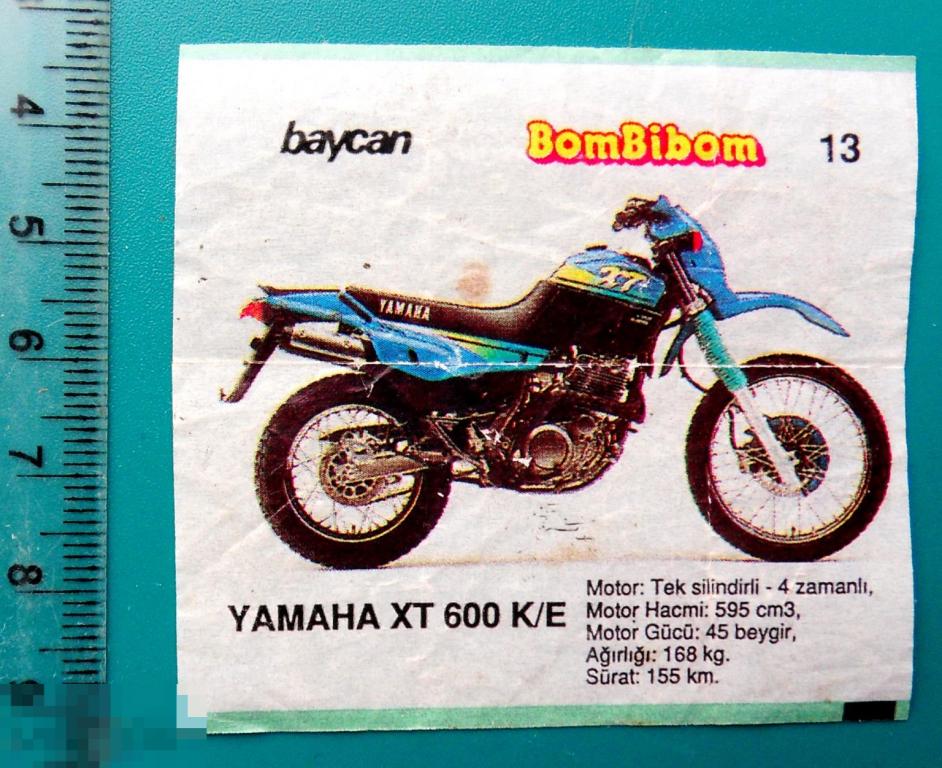 baycan BomBibom 13
XT
YAMAHA
YAMAHA XT 600 K/E
Motor: Tek silindirli - 4 zamanlı,
Motor Hacmi: 595 cm3,
Motor Gücü: 45 beygir,
Ağırlığı: 168 kg.
Sürat: 155 km.
4
5
6
7
8
9